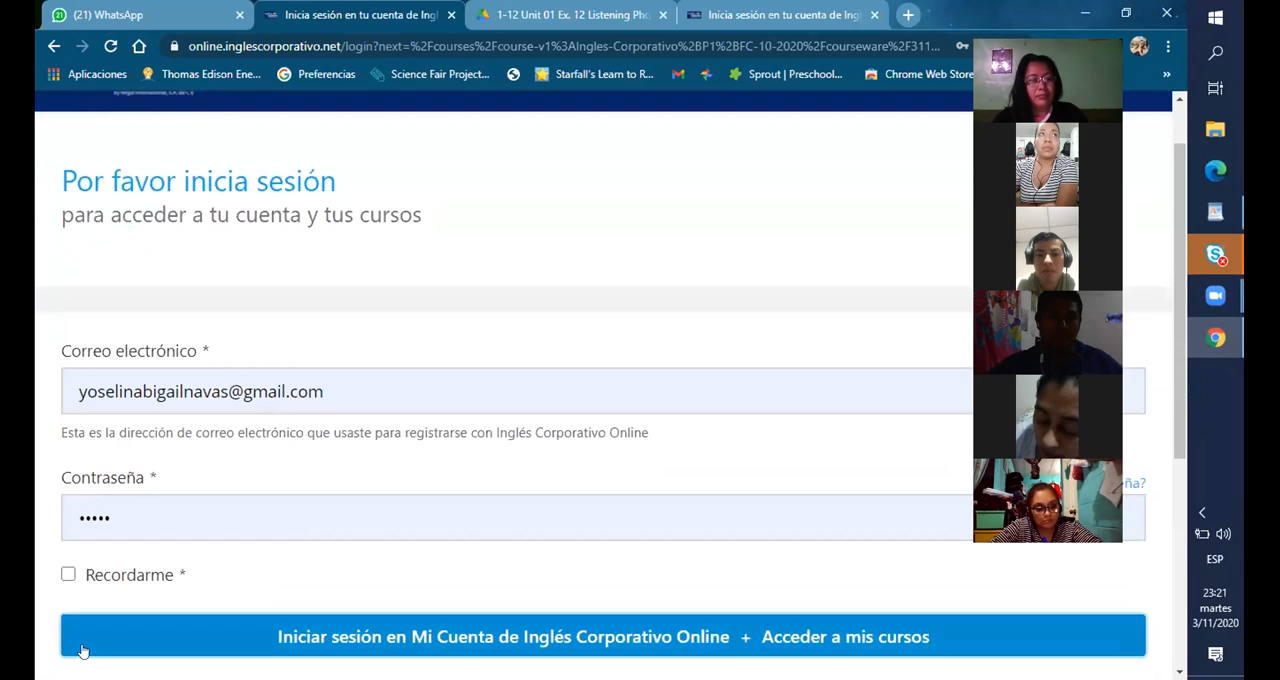 (21) WhatsApp
Inicia sesión en tu cuenta de Ingl
1-12 Unit 01 Ex. 12 Listening Pho
Inicia sesión en tu cuenta de Ingl
online.inglescorporativo.net/login?next=%2Fcourses%2Fcourse-v1%3AIngles-Corporativo%2BP1%2BFC-10-2020%2Fcourseware%2F311...
Aplicaciones
Thomas Edison Ene...
Preferencias
Science Fair Project...
Starfall's Learn to R...
Sprout | Preschool...
Chrome Web Store
»
Por favor inicia sesión
para acceder a tu cuenta y tus cursos
Correo electrónico *
yoselinabigailnavas@gmail.com
Esta es la dirección de correo electrónico que usaste para registrarse con Inglés Corporativo Online
Contraseña *
ña?
•••••
Recordarme *
Iniciar sesión en Mi Cuenta de Inglés Corporativo Online + Acceder a mis cursos
ESP
23:21
martes
3/11/2020